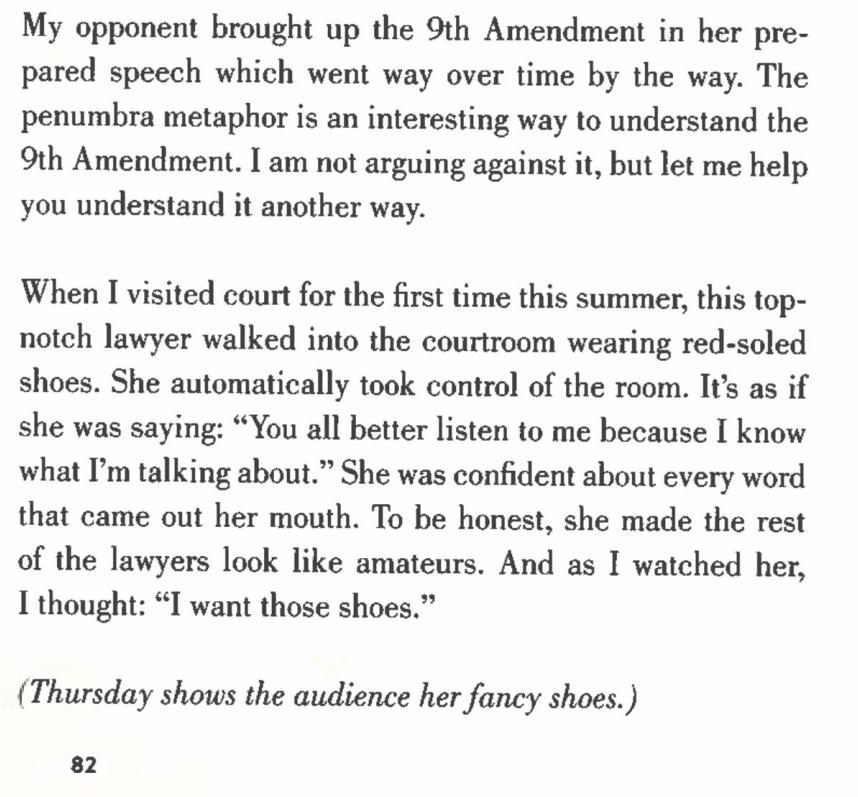 My opponent brought up the 9th Amendment in her pre-
pared speech which went way over time by the way. The
penumbra metaphor is an interesting way to understand the
9th Amendment. I am not arguing against it, but let me help
you understand it another way.
When I visited court for the first time this summer, this top-
notch lawyer walked into the courtroom wearing red-soled
shoes. She automatically took control of the room. It's as if
she was saying: “You all better listen to me because I know
what I'm talking about.” She was confident about every word
that came out her mouth. To be honest, she made the rest
of the lawyers look like amateurs. And as I watched her,
I thought: “I want those shoes.”
(Thursday shows the audience her fancy shoes.)
82